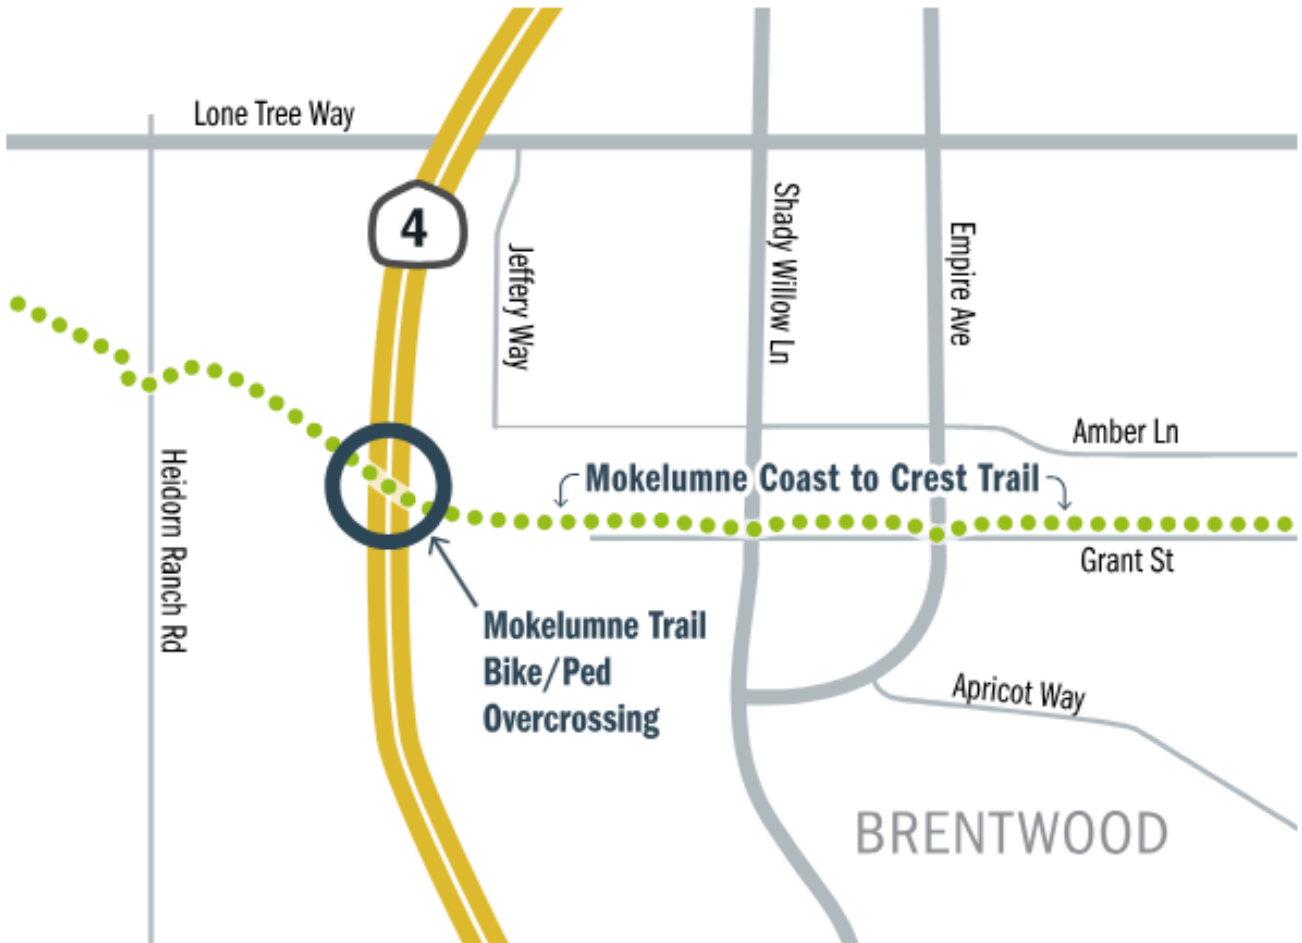 Lone Tree Way
4
Shady Willow Ln
Empire Ave
Jeffery Way
Heidorn Ranch Rd
Amber Ln
Mokelumne Coast to Crest Trail
Grant St
Mokelumne Trail
Bike/Ped
Overcrossing
Apricot Way
BRENTWOOD